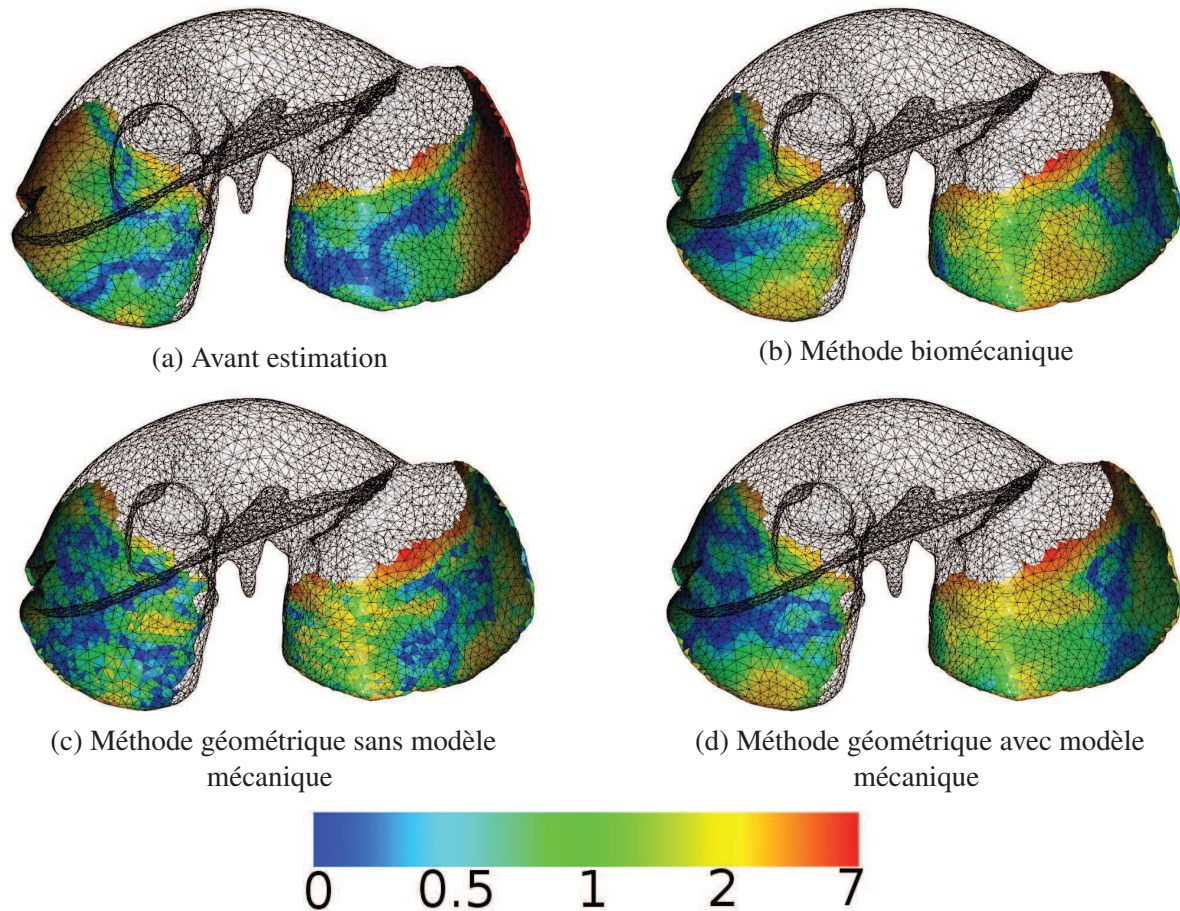 (a) Avant estimation
(b) Méthode biomécanique
(c) Méthode géométrique sans modèle
mécanique
(d) Méthode géométrique avec modèle
mécanique
0 0.5 1 2 7